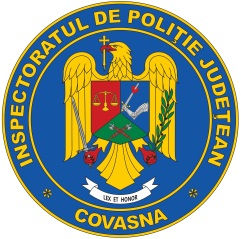 INSPECTORATUL DE POLIȚIE JUDEȚEAN
LEX ET HONOR
COVASNA